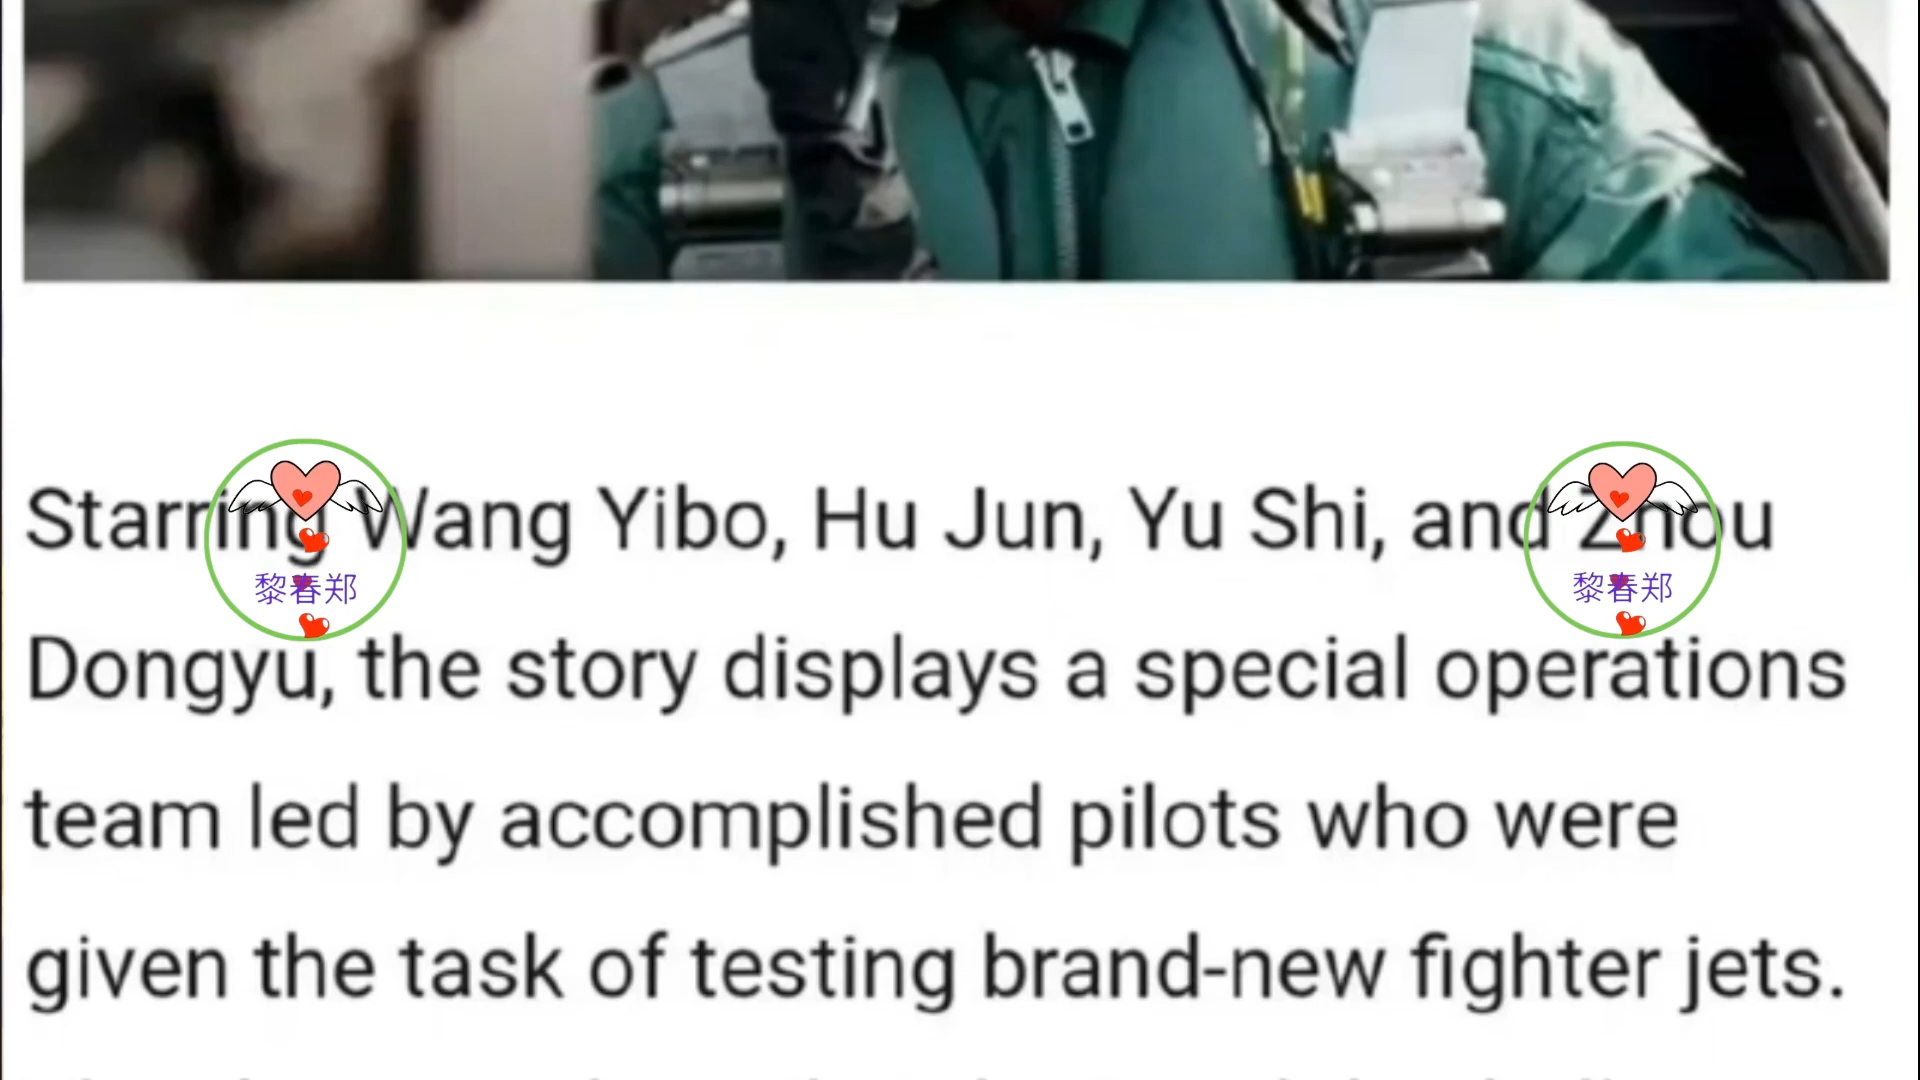 Starring Wang Yibo, Hu Jun, Yu Shi, and Zhou
黎春郑
黎春郑
Dongyu, the story displays a special operations
team led by accomplished pilots who were
given the task of testing brand-new fighter jets.